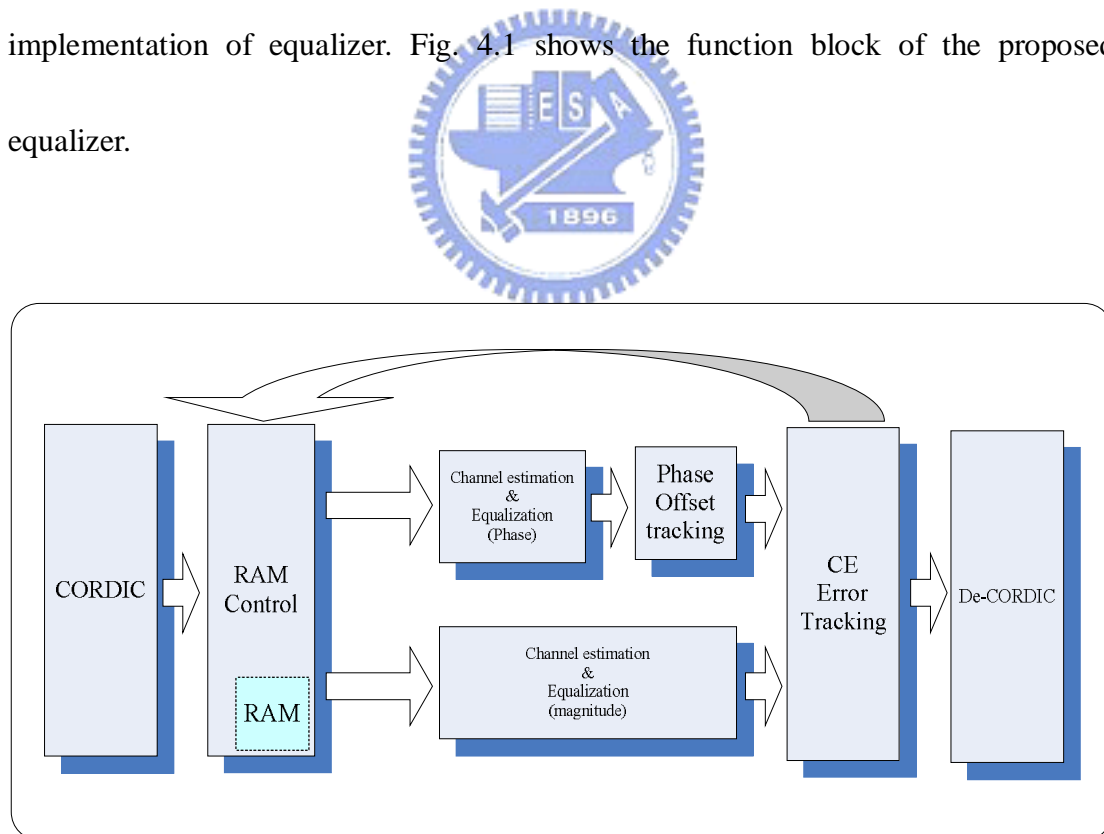 implementation of equalizer. Fig. 4.1 shows the function block of the proposed
equalizer.
E S A
1896
CORDIC
RAM
Control
RAM
Channel estimation
&
Equalization
(Phase)
Phase
Offset
tracking
Channel estimation
&
Equalization
(magnitude)
CE
Error
Tracking
De-CORDIC